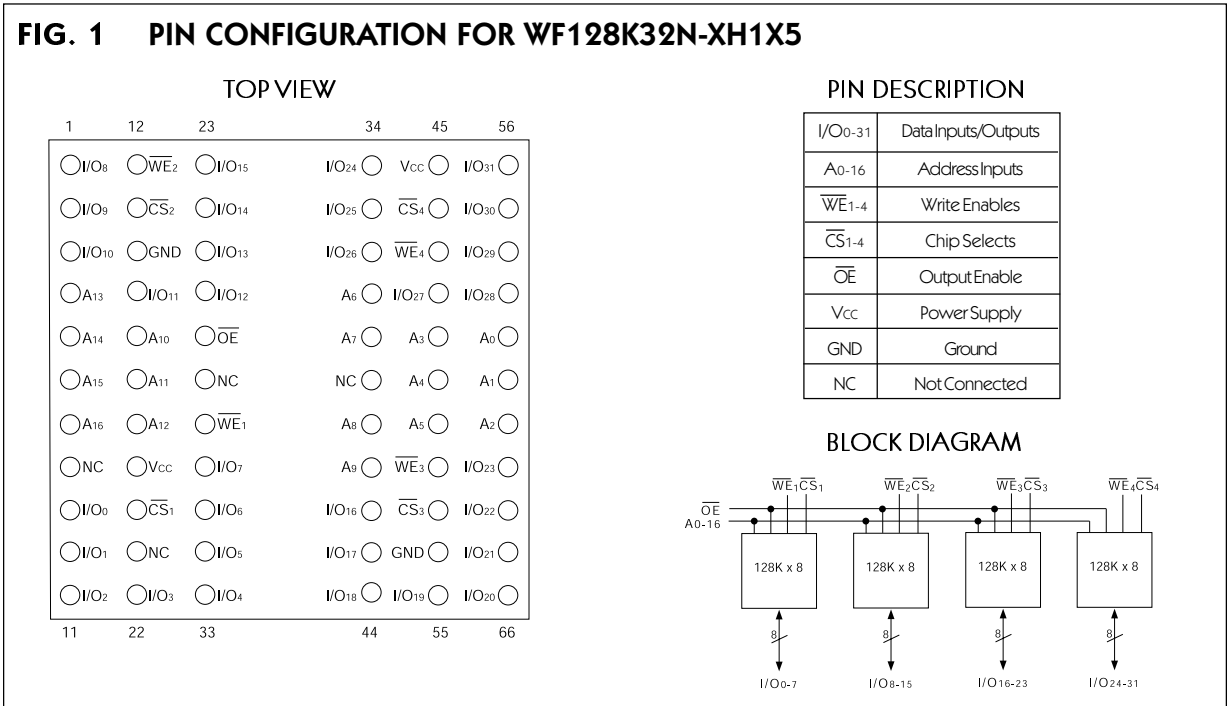 FIG. 1 PIN CONFIGURATION FOR WF128K32N-XH1X5
TOP VIEW
1 12 23 34 45 56
I/O8 WE2 I/O15 I/O24 VCC I/O31
I/O9 CS2 I/O14 I/O25 CS4 I/O30
I/O10 GND I/O13 I/O26 WE4 I/O29
A13 I/O11 I/O12 A6 I/O27 I/O28
A14 A10 OE A7 A3 A0
A15 A11 NC NC A4 A1
A16 A12 WE1 A8 A5 A2
NC VCC I/O7 A9 WE3 I/O23
I/O0 CS1 I/O6 I/O16 CS3 I/O22
I/O1 NC I/O5 I/O17 GND I/O21
I/O2 I/O3 I/O4 I/O18 I/O19 I/O20
11 22 33 44 55 66
PIN DESCRIPTION
I/O0-31 Data Inputs/Outputs
A0-16 Address Inputs
WE1-4 Write Enables
CS1-4 Chip Selects
OE Output Enable
VCC Power Supply
GND Ground
NC Not Connected
BLOCK DIAGRAM
WE1 CS1 WE2 CS2 WE3 CS3 WE4 CS4
OE
A0-16
128K x 8 128K x 8 128K x 8 128K x 8
8 8 8 8
I/O0-7 I/O8-15 I/O16-23 I/O24-31